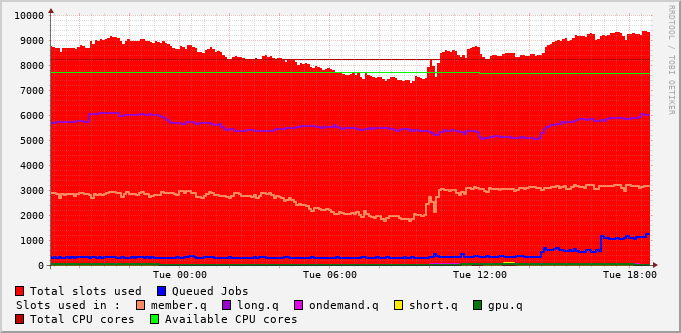 10000
9000
8000
7000
6000
5000
4000
3000
2000
1000
0
Tue 00:00 Tue 06:00 Tue 12:00 Tue 18:00
RRDTOOL / TOBI OETIKER
Total slots used Queued Jobs
Slots used in : member.q long.q ondemand.q short.q gpu.q
Total CPU cores Available CPU cores